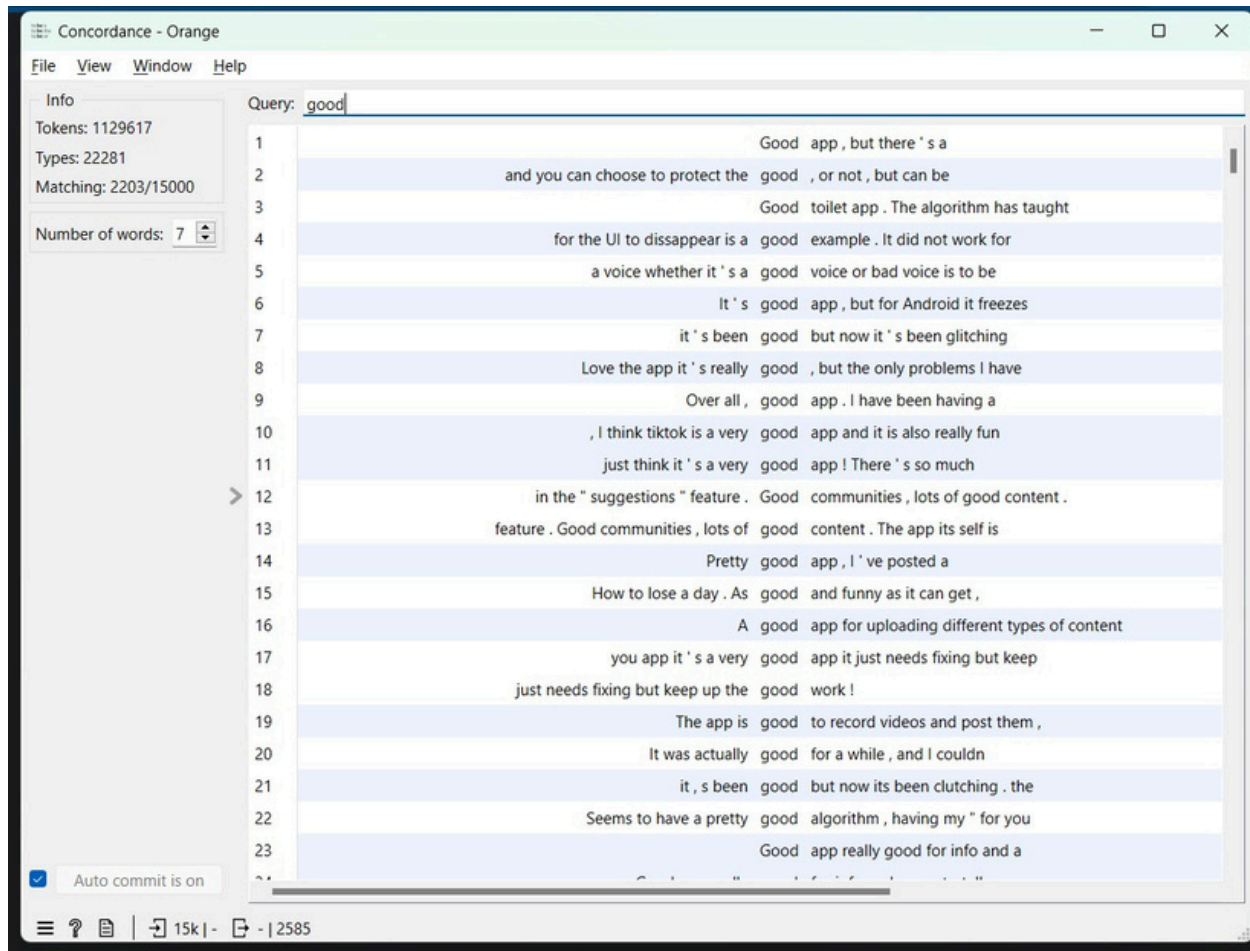 Concordance - Orange
File View Window Help
Info
Tokens: 1129617
Types: 22281
Matching: 2203/15000
Number of words: 7
Query: good
1 Good app , but there ' s a
2 and you can choose to protect the good , or not , but can be
3 Good toilet app . The algorithm has taught
4 for the UI to dissappear is a good example . It did not work for
5 a voice whether it ' s a good voice or bad voice is to be
6 It ' s good app , but for Android it freezes
7 it ' s been good but now it ' s been glitching
8 Love the app it ' s really good , but the only problems I have
9 Over all , good app . I have been having a
10 , I think tiktok is a very good app and it is also really fun
11 just think it ' s a very good app ! There ' s so much
12 in the " suggestions " feature . Good communities , lots of good content .
13 feature . Good communities , lots of good content . The app its self is
14 Pretty good app , I ' ve posted a
15 How to lose a day . As good and funny as it can get ,
16 A good app for uploading different types of content
17 you app it ' s a very good app it just needs fixing but keep
18 just needs fixing but keep up the good work !
19 The app is good to record videos and post them ,
20 It was actually good for a while , and I couldn
21 it , s been good but now its been clutching . the
22 Seems to have a pretty good algorithm , having my " for you
23 Good app really good for info and a
Auto commit is on
15k | - - | 2585